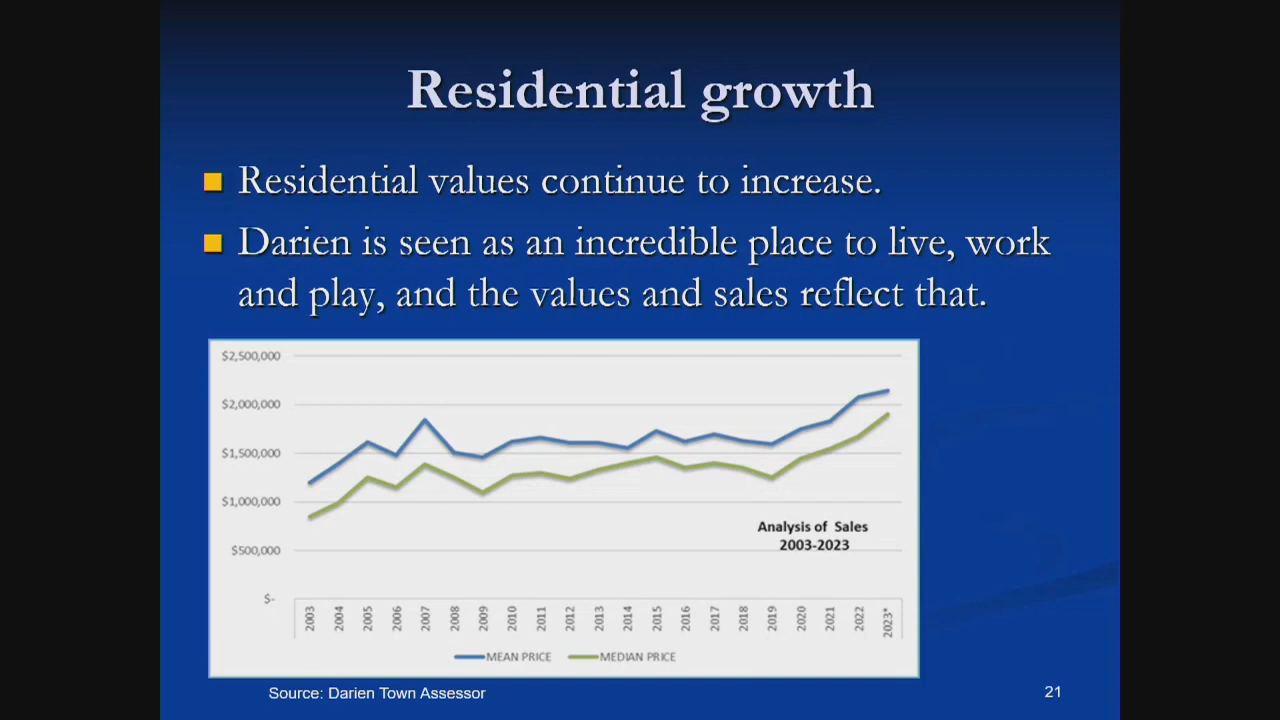 Residential growth
Residential values continue to increase.
Darien is seen as an incredible place to live, work
and play, and the values and sales reflect that.
$2,500,000
$2,000,000
$1,500,000
$1,000,000
$500,000
$-
Analysis of Sales
2003-2023
2003 2004 2005 2006 2007 2008 2009 2010 2011 2012 2013 2014 2015 2016 2017 2018 2019 2020 2021 2022 2023*
MEAN PRICE MEDIAN PRICE
Source: Darien Town Assessor
21